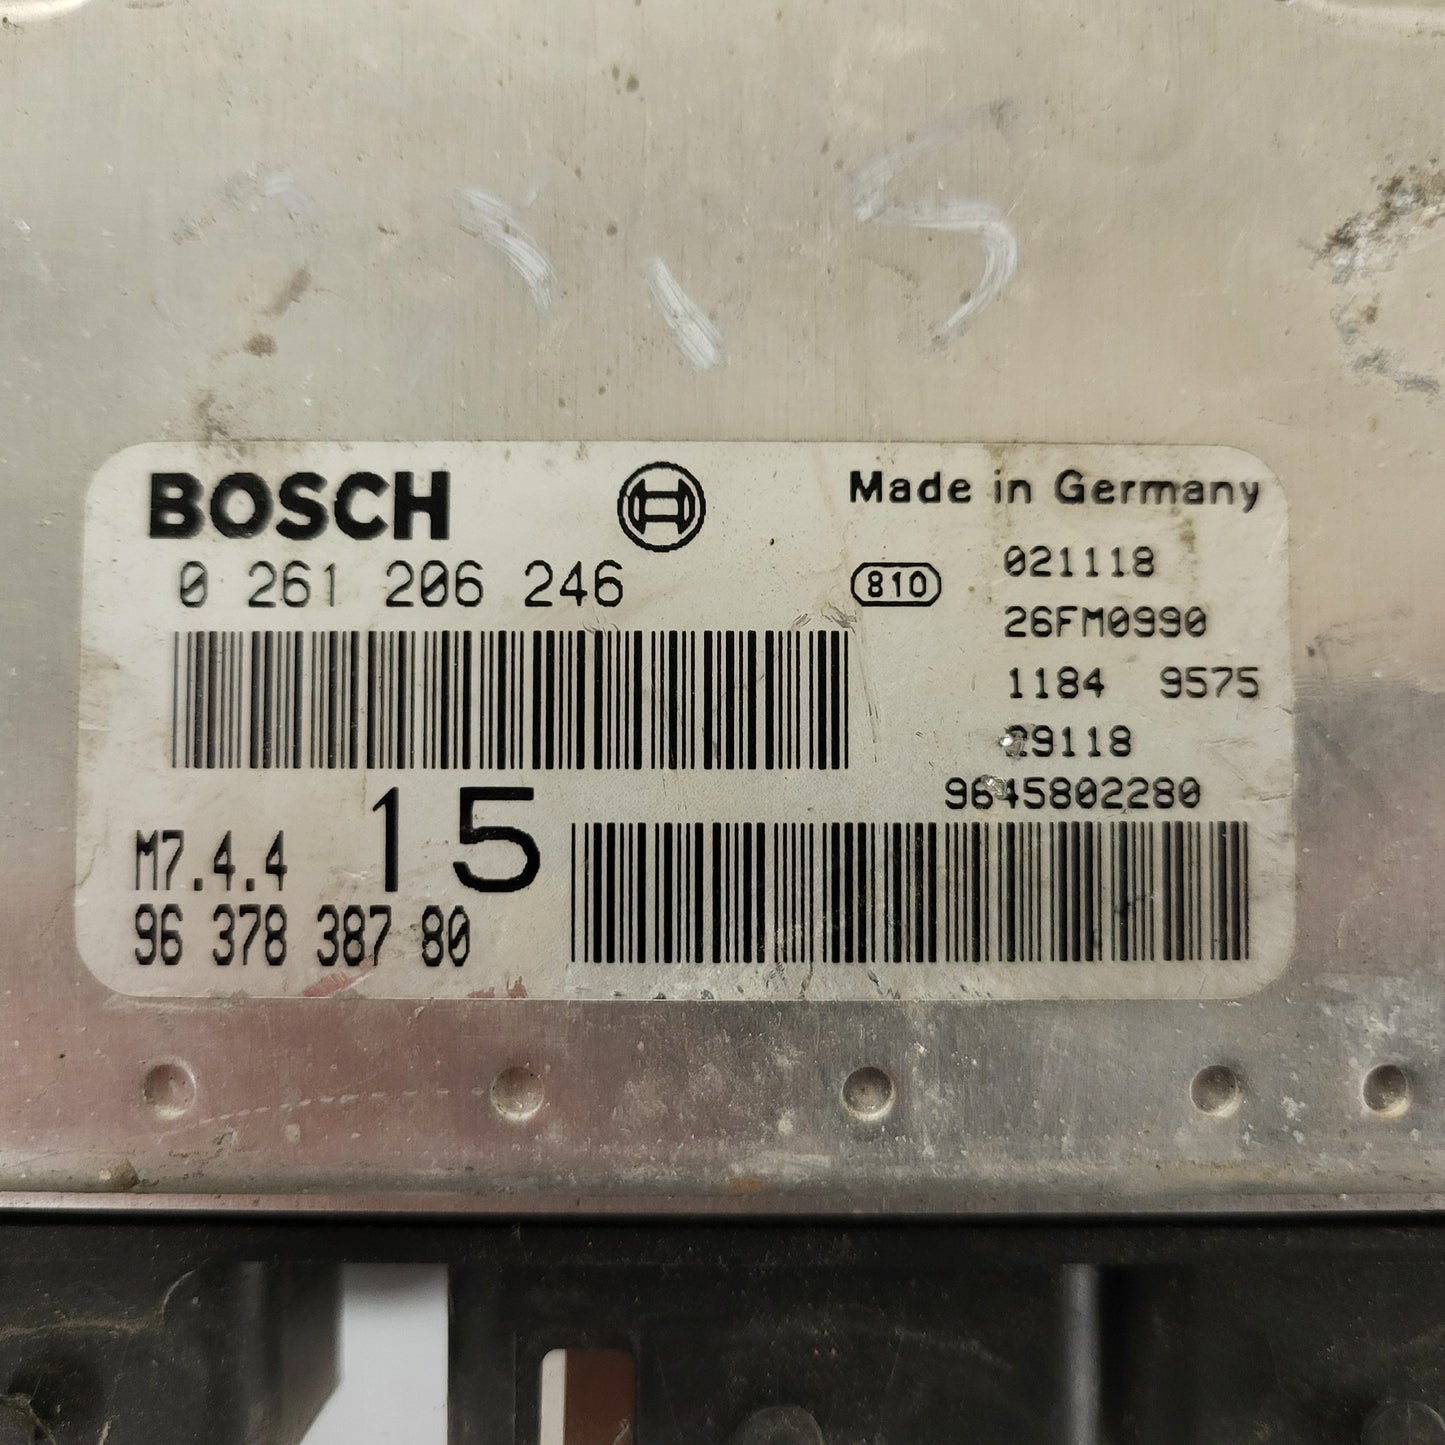 BOSCH
0 261 206 246
Made in Germany
810
021118
26FM0990
1184 9575
29118
9645802280
M7.4.4
15
96 378 387 80